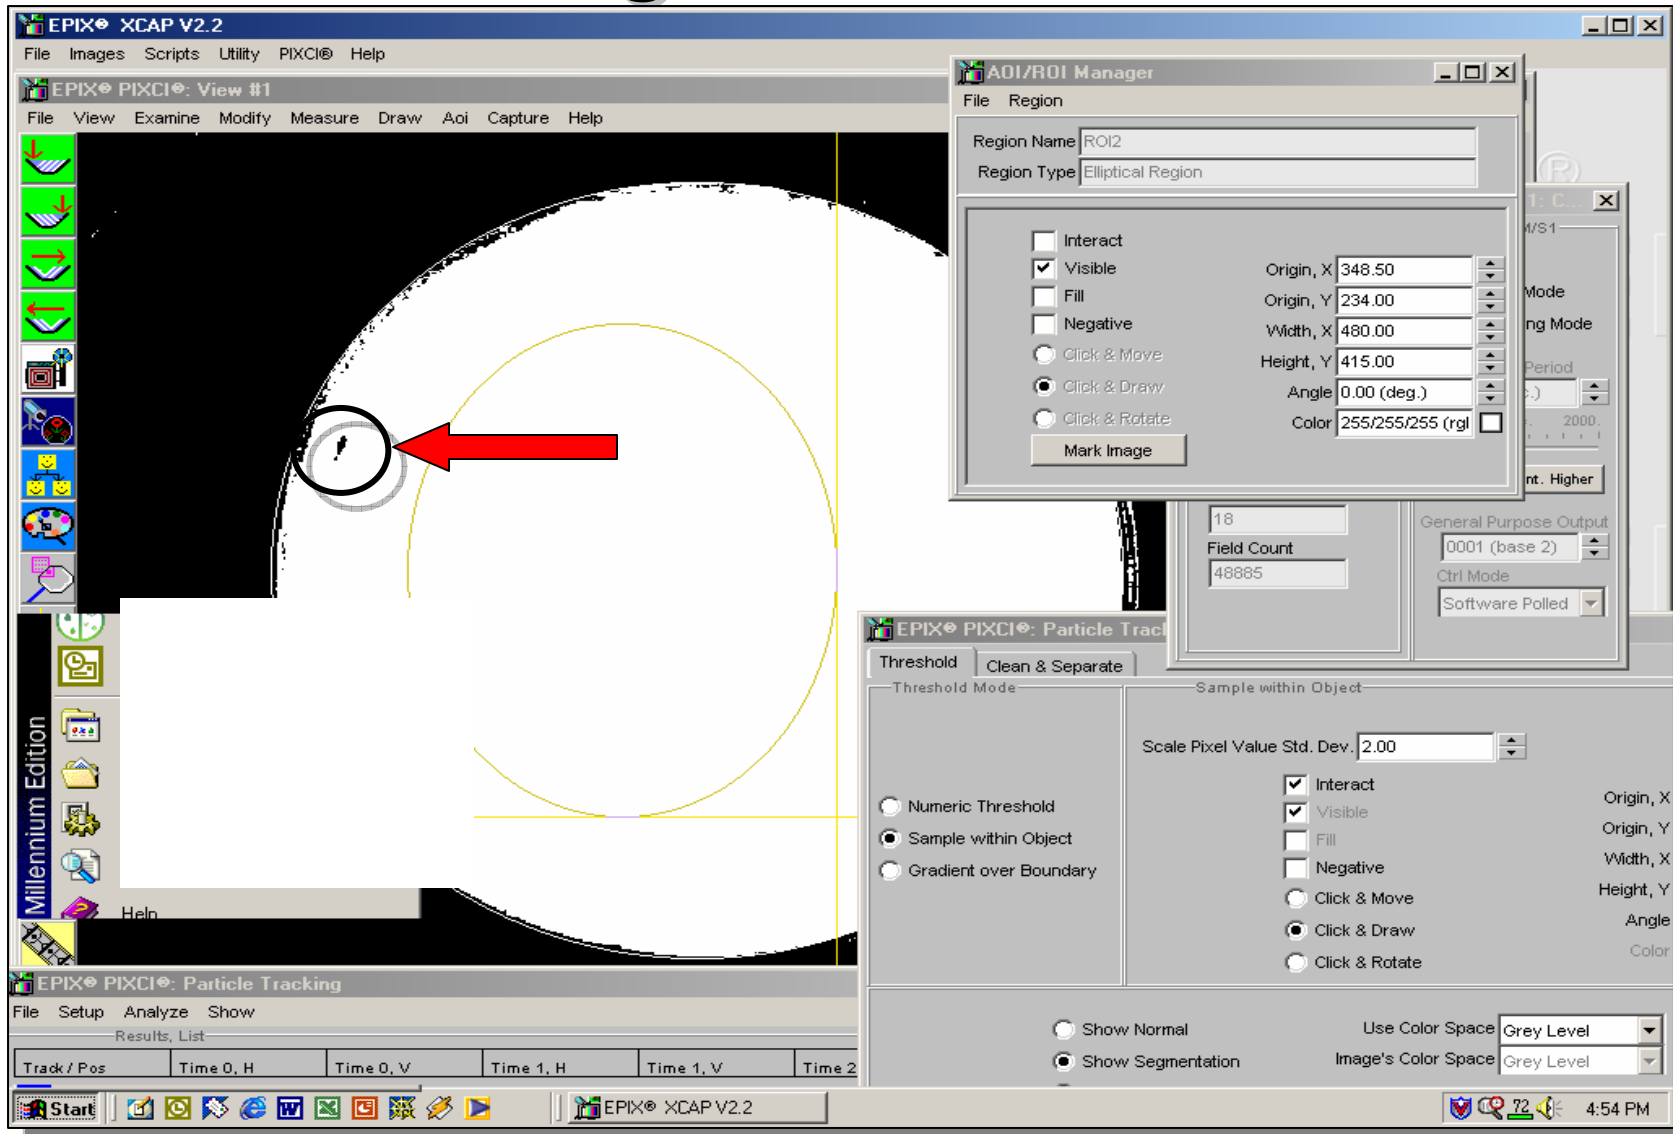 EPIX® XCAP V2.2
File Images Scripts Utility PIXCI® Help
EPIX® PIXCI®: View #1
File View Examine Modify Measure Draw Aoi Capture Help
AOI/ROI Manager
File Region
Region Name ROI2
Region Type Elliptical Region
Interact
Visible
Fill
Negative
Click & Move
Click & Draw
Click & Rotate
Mark Image
Origin, X 348.50
Origin, Y 234.00
Width, X 480.00
Height, Y 415.00
Angle 0.00 (deg.)
Color 255/255/255 (rgl
®
1: C...
M/S1
Mode
ng Mode
Period
.)
2000.
nt. Higher
18
Field Count
48885
General Purpose Output
0001 (base 2)
Ctrl Mode
Software Polled
Millennium Edition
Help
EPIX® PIXCI®: Particle Track
Threshold Clean & Separate
Threshold Mode
Numeric Threshold
Sample within Object
Gradient over Boundary
Sample within Object
Scale Pixel Value Std. Dev. 2.00
Interact
Visible
Fill
Negative
Click & Move
Click & Draw
Click & Rotate
Origin, X
Origin, Y
Width, X
Height, Y
Angle
Color
Show Normal
Show Segmentation
Use Color Space Grey Level
Image's Color Space Grey Level
EPIX® PIXCI®: Particle Tracking
File Setup Analyze Show
Results, List
Track / Pos Time 0, H Time 0, V Time 1, H Time 1, V Time 2
Start EPIX® XCAP V2.2 72 4:54 PM